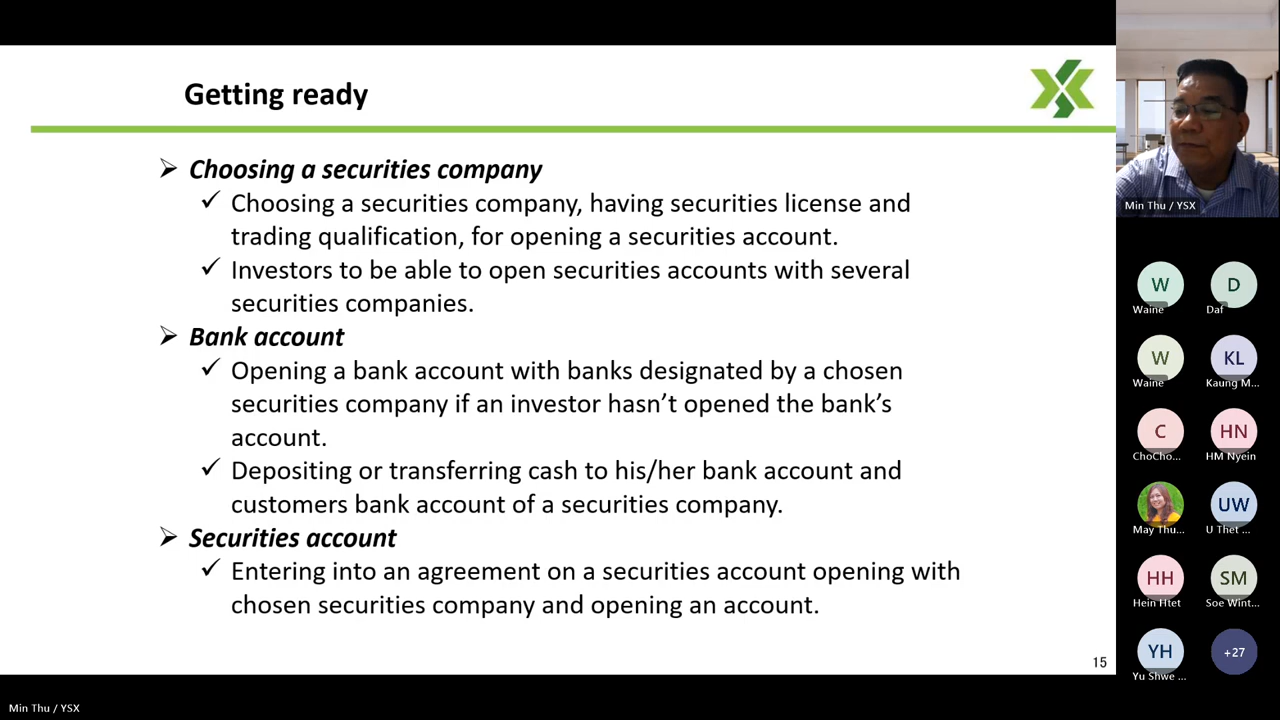 Getting ready
➢ Choosing a securities company
✓ Choosing a securities company, having securities license and
trading qualification, for opening a securities account.
✓ Investors to be able to open securities accounts with several
securities companies.
➢ Bank account
✓ Opening a bank account with banks designated by a chosen
securities company if an investor hasn’t opened the bank’s
account.
✓ Depositing or transferring cash to his/her bank account and
customers bank account of a securities company.
➢ Securities account
✓ Entering into an agreement on a securities account opening with
chosen securities company and opening an account.
15
Min Thu / YSX
W
D
Waine
Daf
W
KL
Waine
Kaung M...
C
HN
ChoCho...
HM Nyein
UW
May Thu...
U Thet ...
HH
SM
Hein Htet
Soe Wint...
YH
+27
Yu Shwe ...
Min Thu / YSX